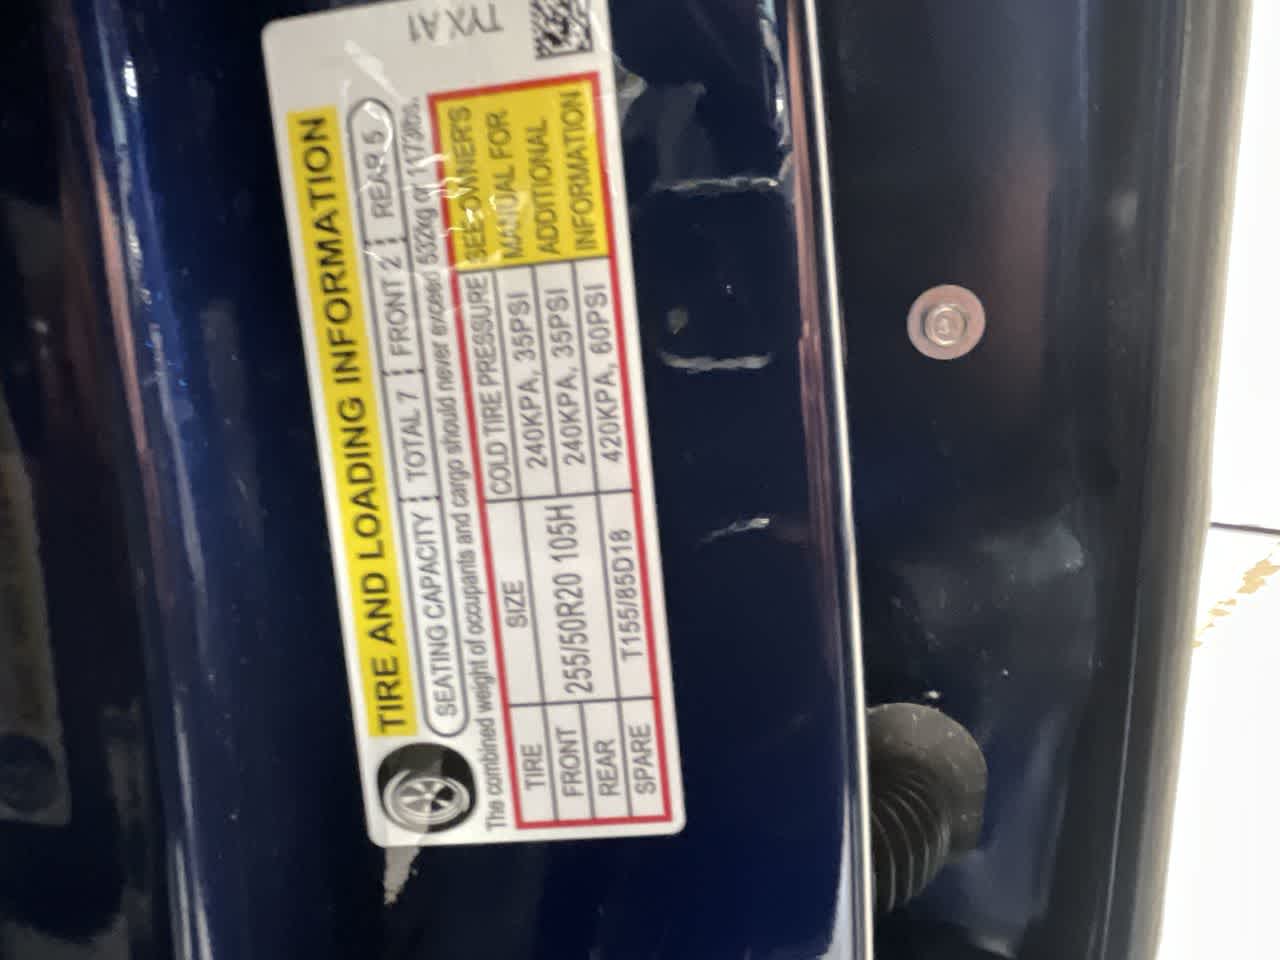 TIRE AND LOADING INFORMATION
SEATING CAPACITY TOTAL 7 FRONT 2 REAR 5
The combined weight of occupants and cargo should never exceed 532kg or 1173lbs.
TIRE SIZE COLD TIRE PRESSURE
FRONT 255/50R20 105H 240KPA, 35PSI
REAR 240KPA, 35PSI
SPARE T155/85D18 420KPA, 60PSI
SEE OWNER'S
MANUAL FOR
ADDITIONAL
INFORMATION